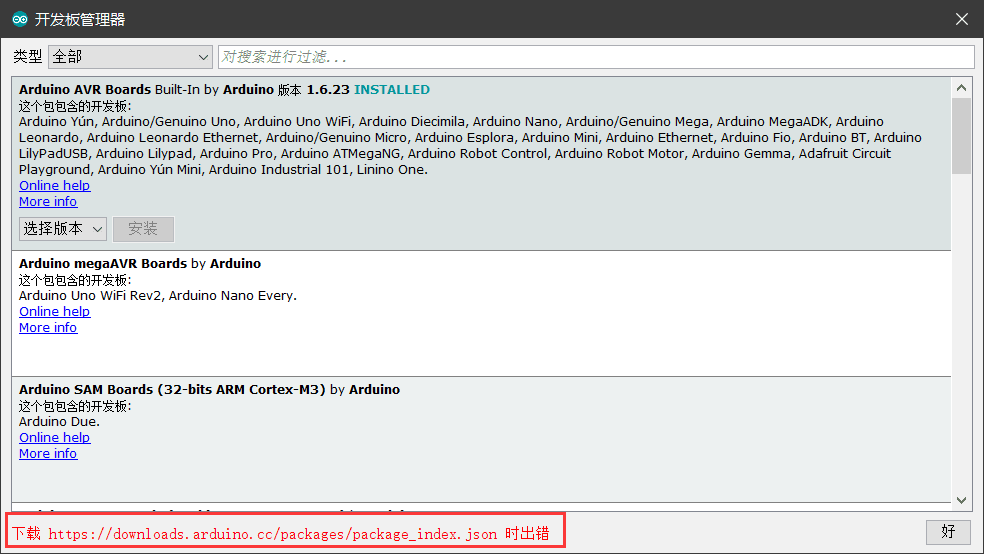 开发板管理器
类型 全部 对搜索进行过滤...
Arduino AVR Boards Built-In by Arduino 版本 1.6.23 INSTALLED
这个包包含的开发板:
Arduino Yún, Arduino/Genuino Uno, Arduino Uno WiFi, Arduino Diecimila, Arduino Nano, Arduino/Genuino Mega, Arduino MegaADK, Arduino
Leonardo, Arduino Leonardo Ethernet, Arduino/Genuino Micro, Arduino Esplora, Arduino Mini, Arduino Ethernet, Arduino Fio, Arduino BT, Arduino
LilyPadUSB, Arduino Lilypad, Arduino Pro, Arduino ATMegaNG, Arduino Robot Control, Arduino Robot Motor, Arduino Gemma, Adafruit Circuit
Playground, Arduino Yún Mini, Arduino Industrial 101, Linino One.
Online help
More info
选择版本 安装
Arduino megaAVR Boards by Arduino
这个包包含的开发板:
Arduino Uno WiFi Rev2, Arduino Nano Every.
Online help
More info
Arduino SAM Boards (32-bits ARM Cortex-M3) by Arduino
这个包包含的开发板:
Arduino Due.
Online help
More info
下载 https://downloads.arduino.cc/packages/package_index.json 时出错
好